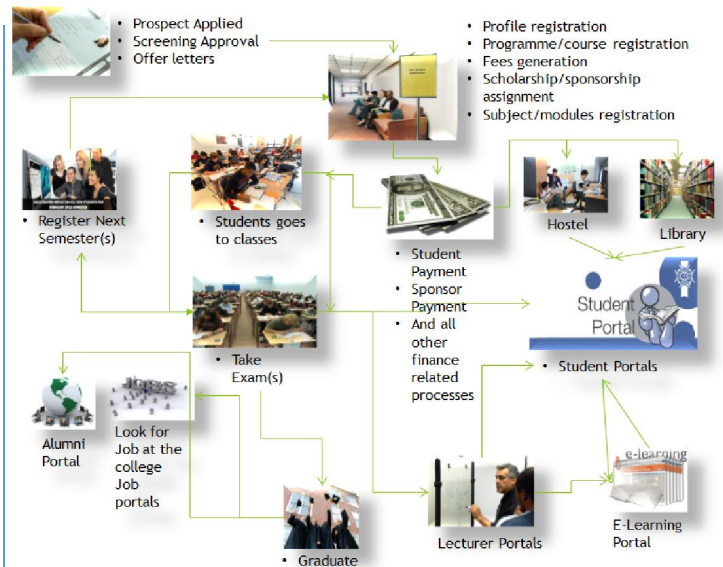 • Prospect Applied
• Screening Approval
• Offer letters
• Profile registration
• Programme/course registration
• Fees generation
• Scholarship/sponsorship
assignment
• Subject/modules registration
• Register Next
Semester(s)
• Students goes
to classes
• Student
Payment
• Sponsor
Payment
• And all
other
finance
related
processes
Hostel
Library
Student
Portal
• Student Portals
• Take
Exam(s)
Alumni
Portal
JOBS
Look for
Job at the
college
Job
portals
• Graduate
Lecturer Portals
e-learning
E-Learning
Portal